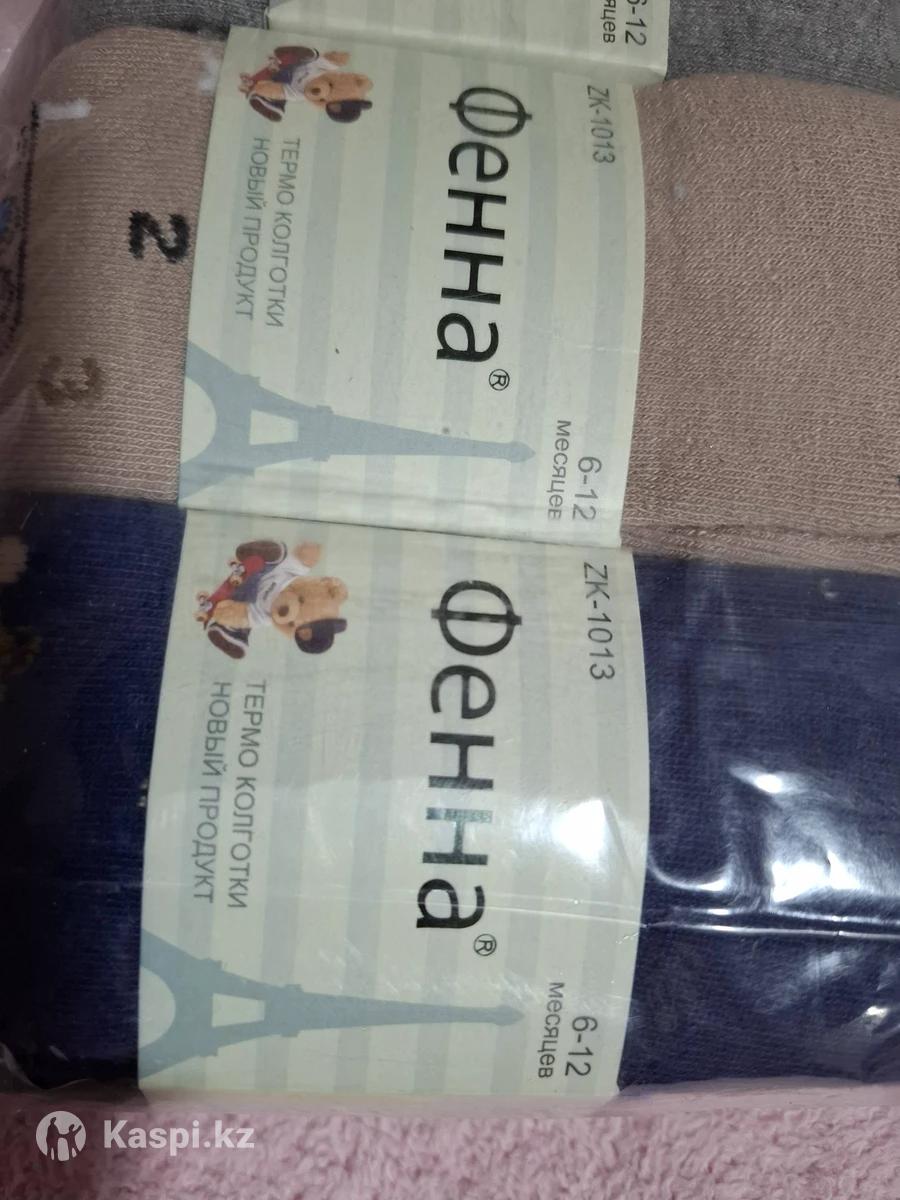 6-12
месяцев
ZK-1013
Фенна®
ТЕРМО КОЛГОТКИ
НОВЫЙ ПРОДУКТ
6-12
месяцев
2
3
ZK-1013
Фенна®
ТЕРМО КОЛГОТКИ
НОВЫЙ ПРОДУКТ
6-12
месяцев
Kaspi.kz